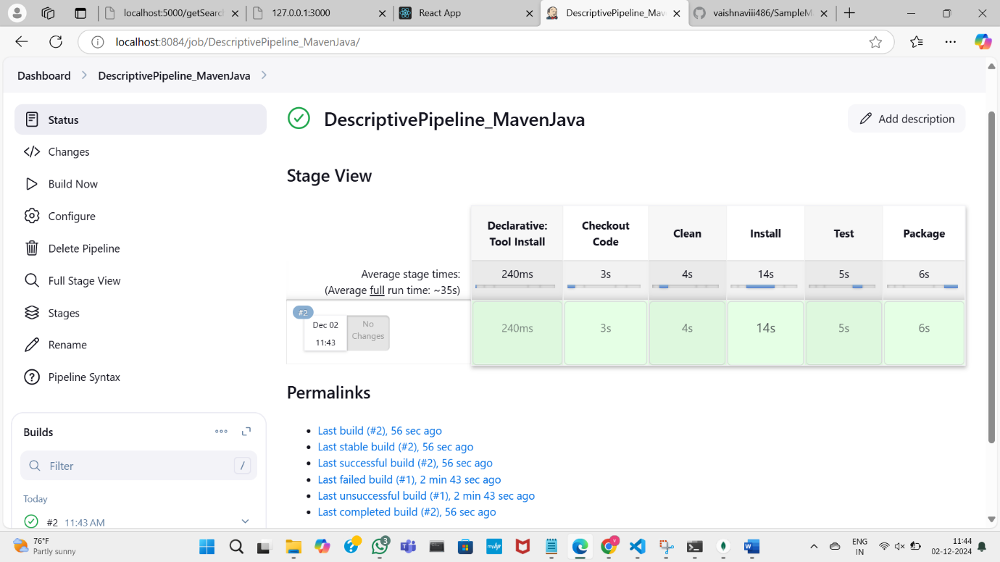 localhost:5000/getSearch
127.0.0.1:3000
React App
DescriptivePipeline_Mav
vaishnaviii486/SampleM
localhost:8084/job/DescriptivePipeline_MavenJava/
Dashboard
DescriptivePipeline_MavenJava
Status
Changes
Build Now
Configure
Delete Pipeline
Full Stage View
Stages
Rename
Pipeline Syntax
Builds
Filter
/
Today
#2 11:43 AM
DescriptivePipeline_MavenJava
Add description
Stage View
Declarative: Tool Install
Checkout Code
Clean
Install
Test
Package
Average stage times:
(Average full run time: ~35s)
240ms
3s
4s
14s
5s
6s
#2
Dec 02
11:43
No Changes
240ms
3s
4s
14s
5s
6s
Permalinks
Last build (#2), 56 sec ago
Last stable build (#2), 56 sec ago
Last successful build (#2), 56 sec ago
Last failed build (#1), 2 min 43 sec ago
Last unsuccessful build (#1), 2 min 43 sec ago
Last completed build (#2), 56 sec ago
76°F
Partly sunny
3
myhp
v
ENG
IN
11:44
02-12-2024